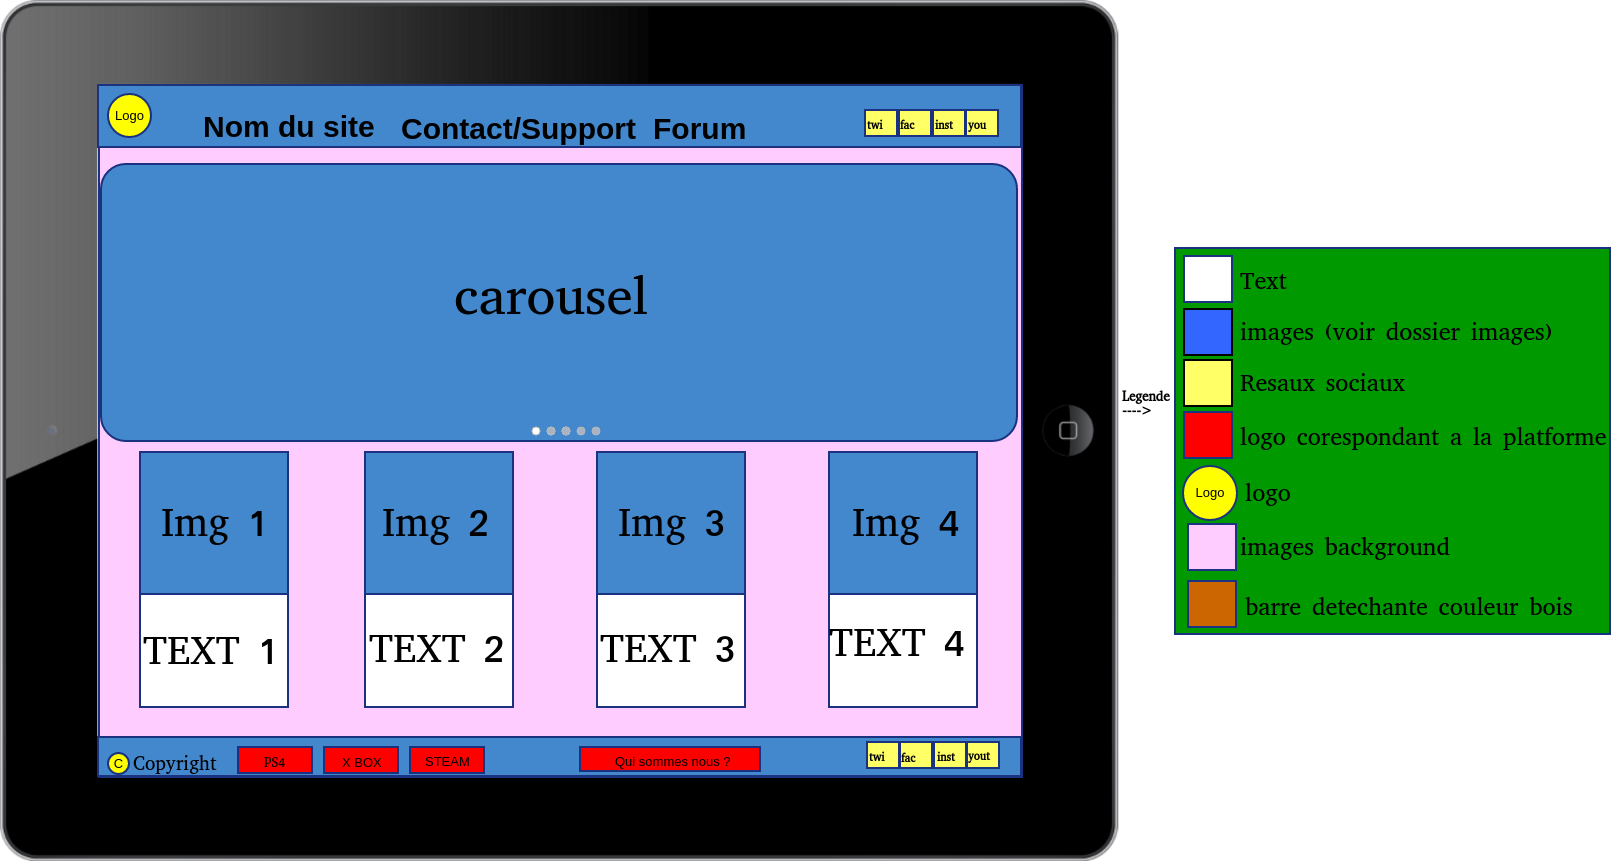 Logo
Nom du site Contact/Support Forum
twi fac inst you
carousel
Img 1 Img 2 Img 3 Img 4
TEXT 1 TEXT 2 TEXT 3 TEXT 4
C Copyright PS4 X BOX STEAM Qui sommes nous ? twi fac inst yout
Legende
---->
Text
images (voir dossier images)
Resaux sociaux
logo corespondant a la platforme
Logo logo
images background
barre detechante couleur bois